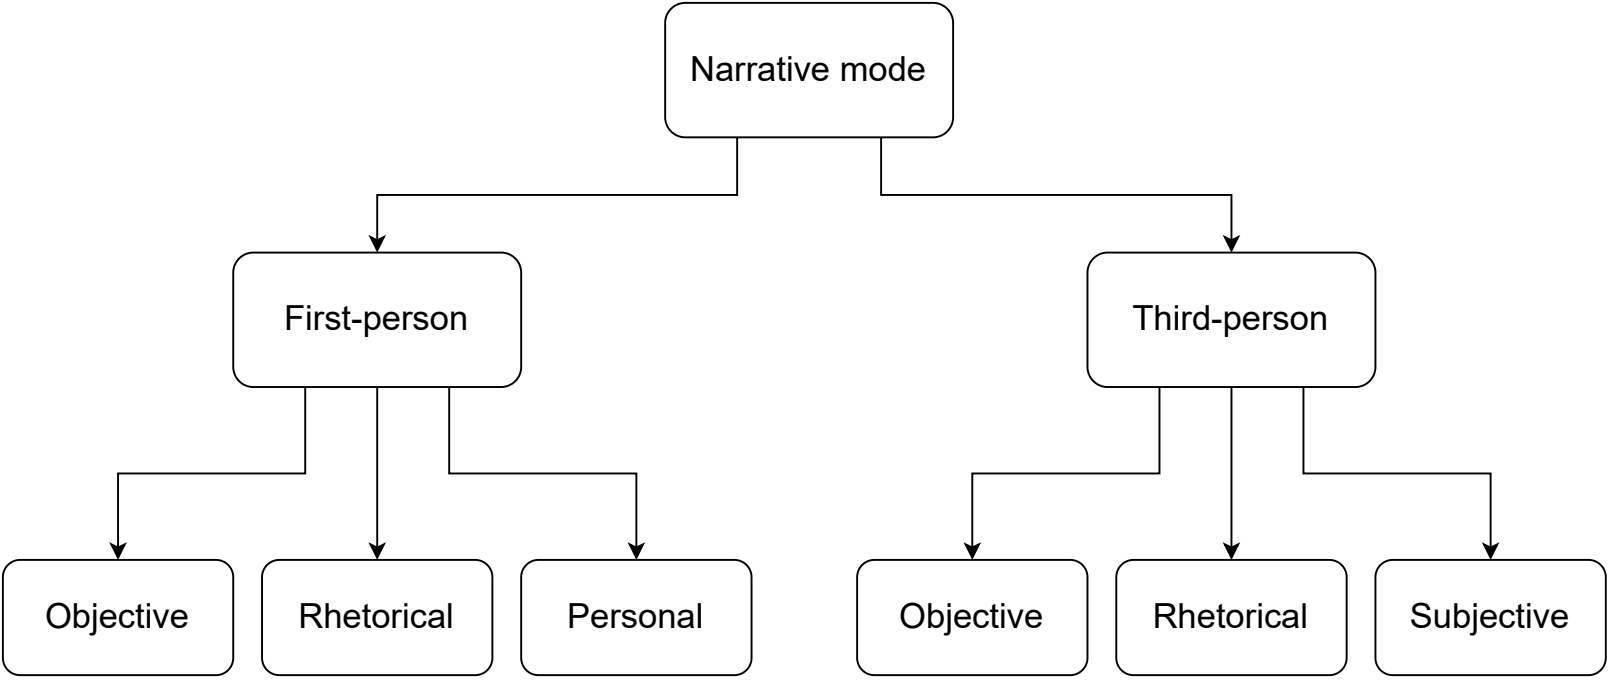 Narrative mode
First-person
Third-person
Objective
Rhetorical
Personal
Objective
Rhetorical
Subjective